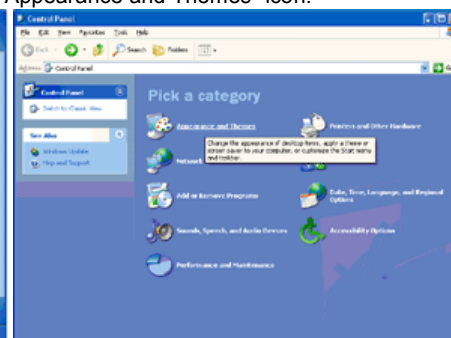 Appearance and Themes" icon.
Control Panel
File Edit View Favorites Tools Help
Back Search Folders
Address Control Panel
Control Panel
Switch to Classic View
See Also
Windows Update
Help and Support
Pick a category
Appearance and Themes
Printers and Other Hardware
Change the appearance of desktop items, apply a theme or
screen saver to your computer, or customize the Start menu
and taskbar.
Network
Add or Remove Programs
Date, Time, Language, and Regional
Options
Sounds, Speech, and Audio Devices
Accessibility Options
Performance and Maintenance